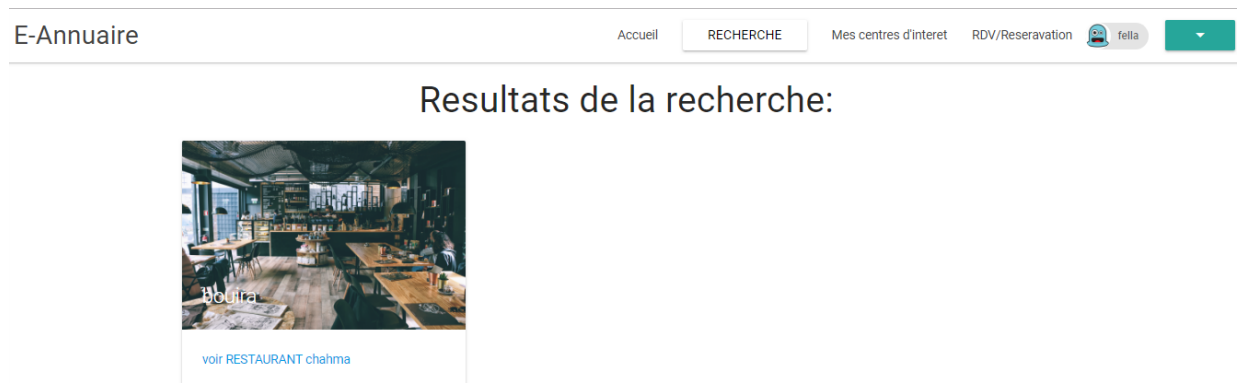 E-Annuaire
Accueil
RECHERCHE
Mes centres d'interet
RDV/Reseravation
fella
Resultats de la recherche:
bouira
voir RESTAURANT chahma